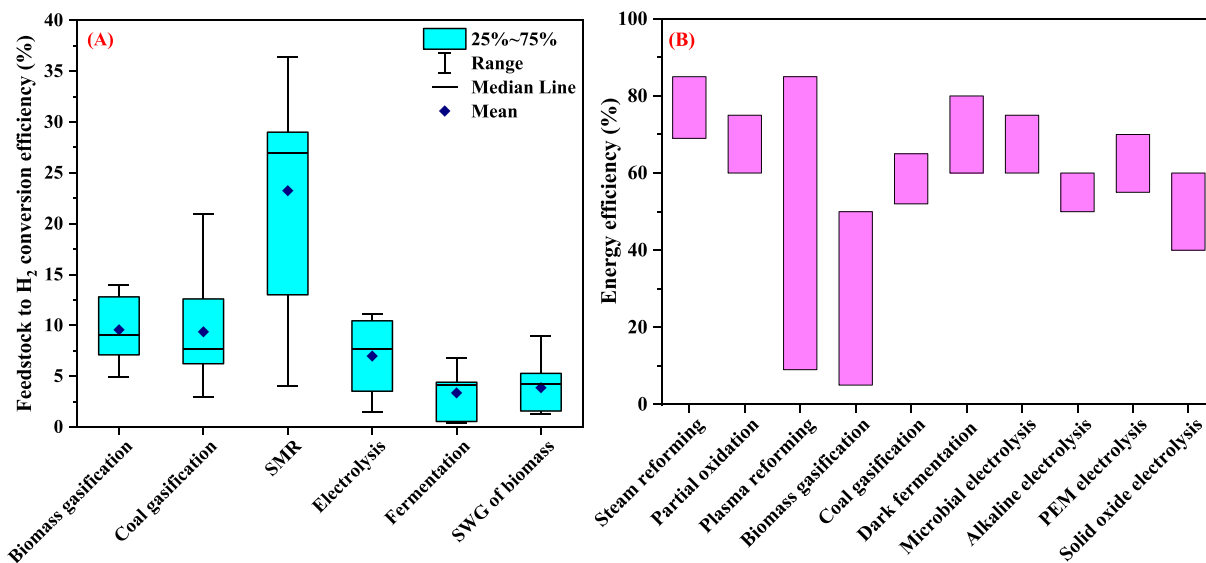 (A)
25%~75%
Range
Median Line
Mean
Feedstock to H₂ conversion efficiency (%)
40
35
30
25
20
15
10
5
0
Biomass gasification
Coal gasification
SMR
Electrolysis
Fermentation
SWG of biomass
(B)
Energy efficiency (%)
100
80
60
40
20
0
Steam reforming
Partial oxidation
Plasma reforming
Biomass gasification
Coal gasification
Dark fermentation
Microbial electrolysis
Alkaline electrolysis
PEM electrolysis
Solid oxide electrolysis